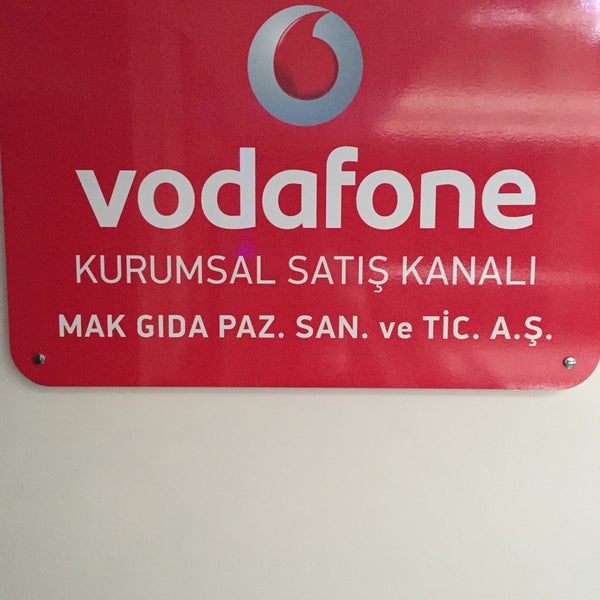 vodafone
KURUMSAL SATIŞ KANALI
MAK GIDA PAZ. SAN. ve TİC. A.Ş.